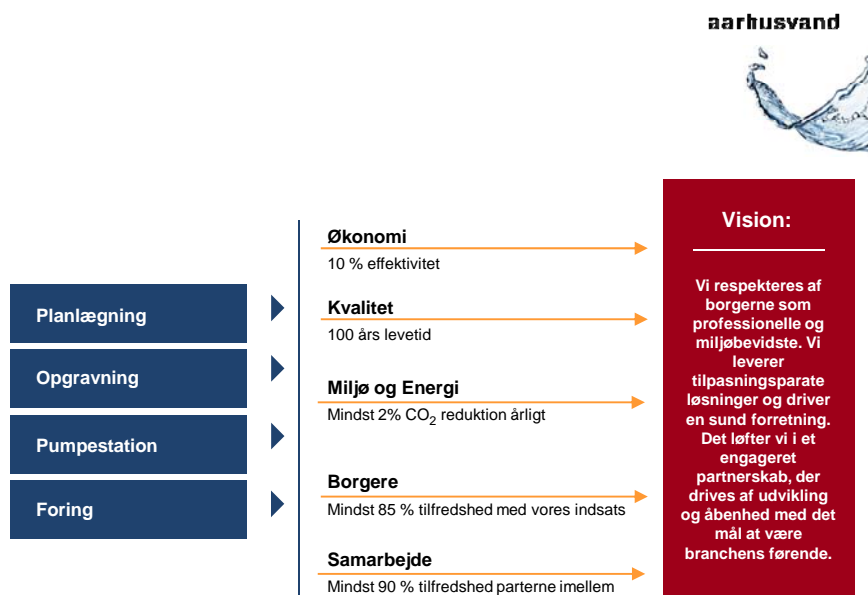 aarhusvand
Planlægning
Opgravning
Pumpestation
Foring
Økonomi
10 % effektivitet
Kvalitet
100 års levetid
Miljø og Energi
Mindst 2% CO₂ reduktion årligt
Borgere
Mindst 85 % tilfredshed med vores indsats
Samarbejde
Mindst 90 % tilfredshed parterne imellem
Vision:
Vi respekteres af
borgerne som
professionelle og
miljøbevidste. Vi
leverer
tilpasningsparate
løsninger og driver
en sund forretning.
Det løfter vi i et
engageret
partnerskab, der
drives af udvikling
og åbenhed med det
mål at være
branchens førende.